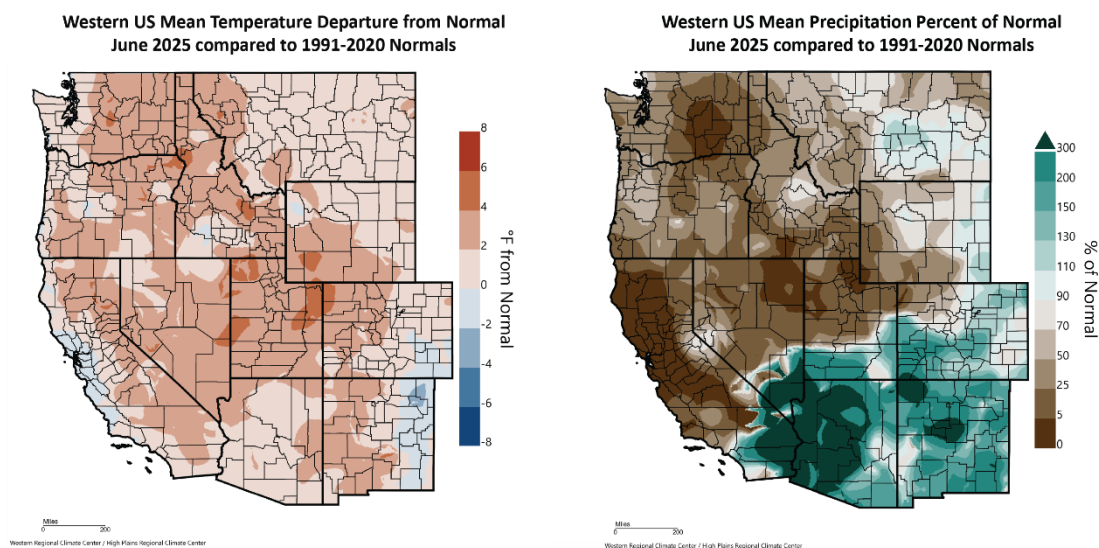 Western US Mean Temperature Departure from Normal
June 2025 compared to 1991-2020 Normals
8
6
4
2
0
-2
-4
-6
-8
°F from Normal
Miles
0 200
Western Regional Climate Center / High Plains Regional Climate Center
Western US Mean Precipitation Percent of Normal
June 2025 compared to 1991-2020 Normals
300
200
150
130
110
90
70
50
25
5
0
% of Normal
Miles
0 200
Western Regional Climate Center / High Plains Regional Climate Center